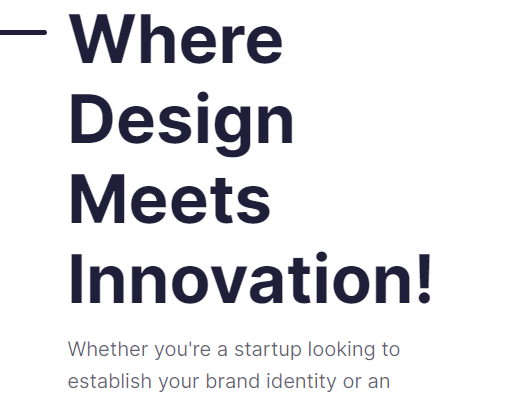 Where
Design
Meets
Innovation!
Whether you're a startup looking to
establish your brand identity or an